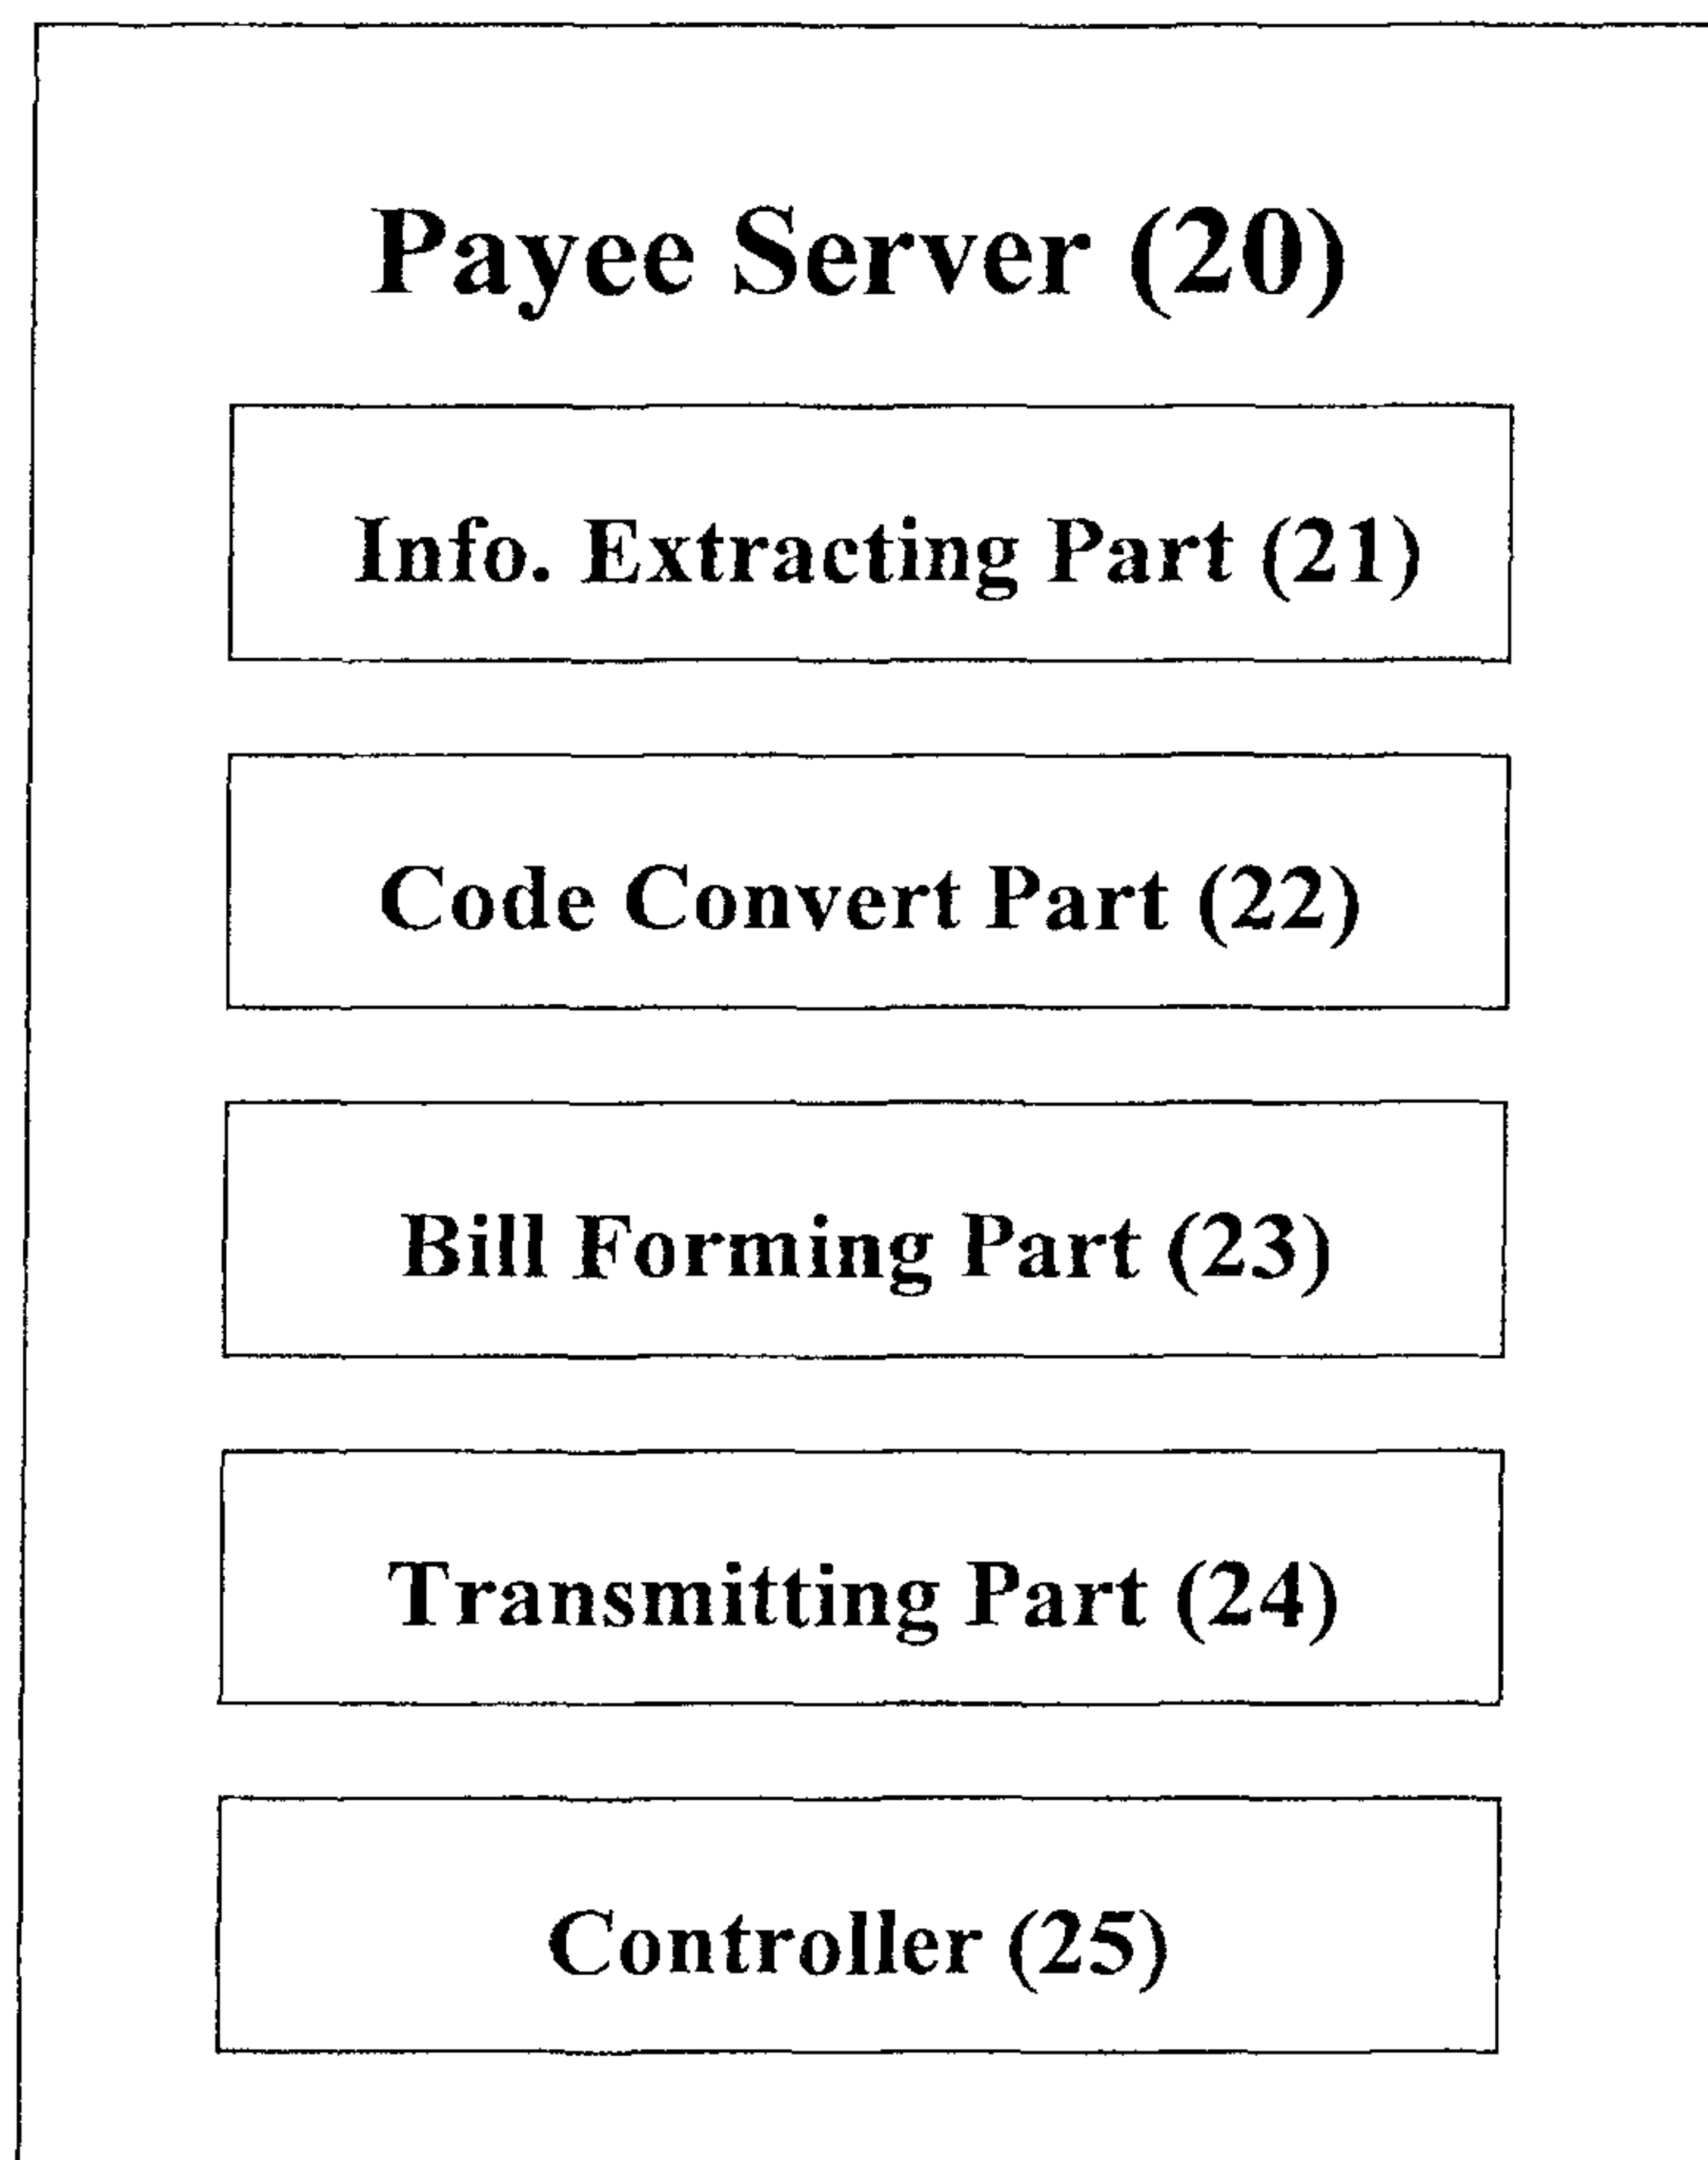 Payee Server (20)
Info. Extracting Part (21)
Code Convert Part (22)
Bill Forming Part (23)
Transmitting Part (24)
Controller (25)